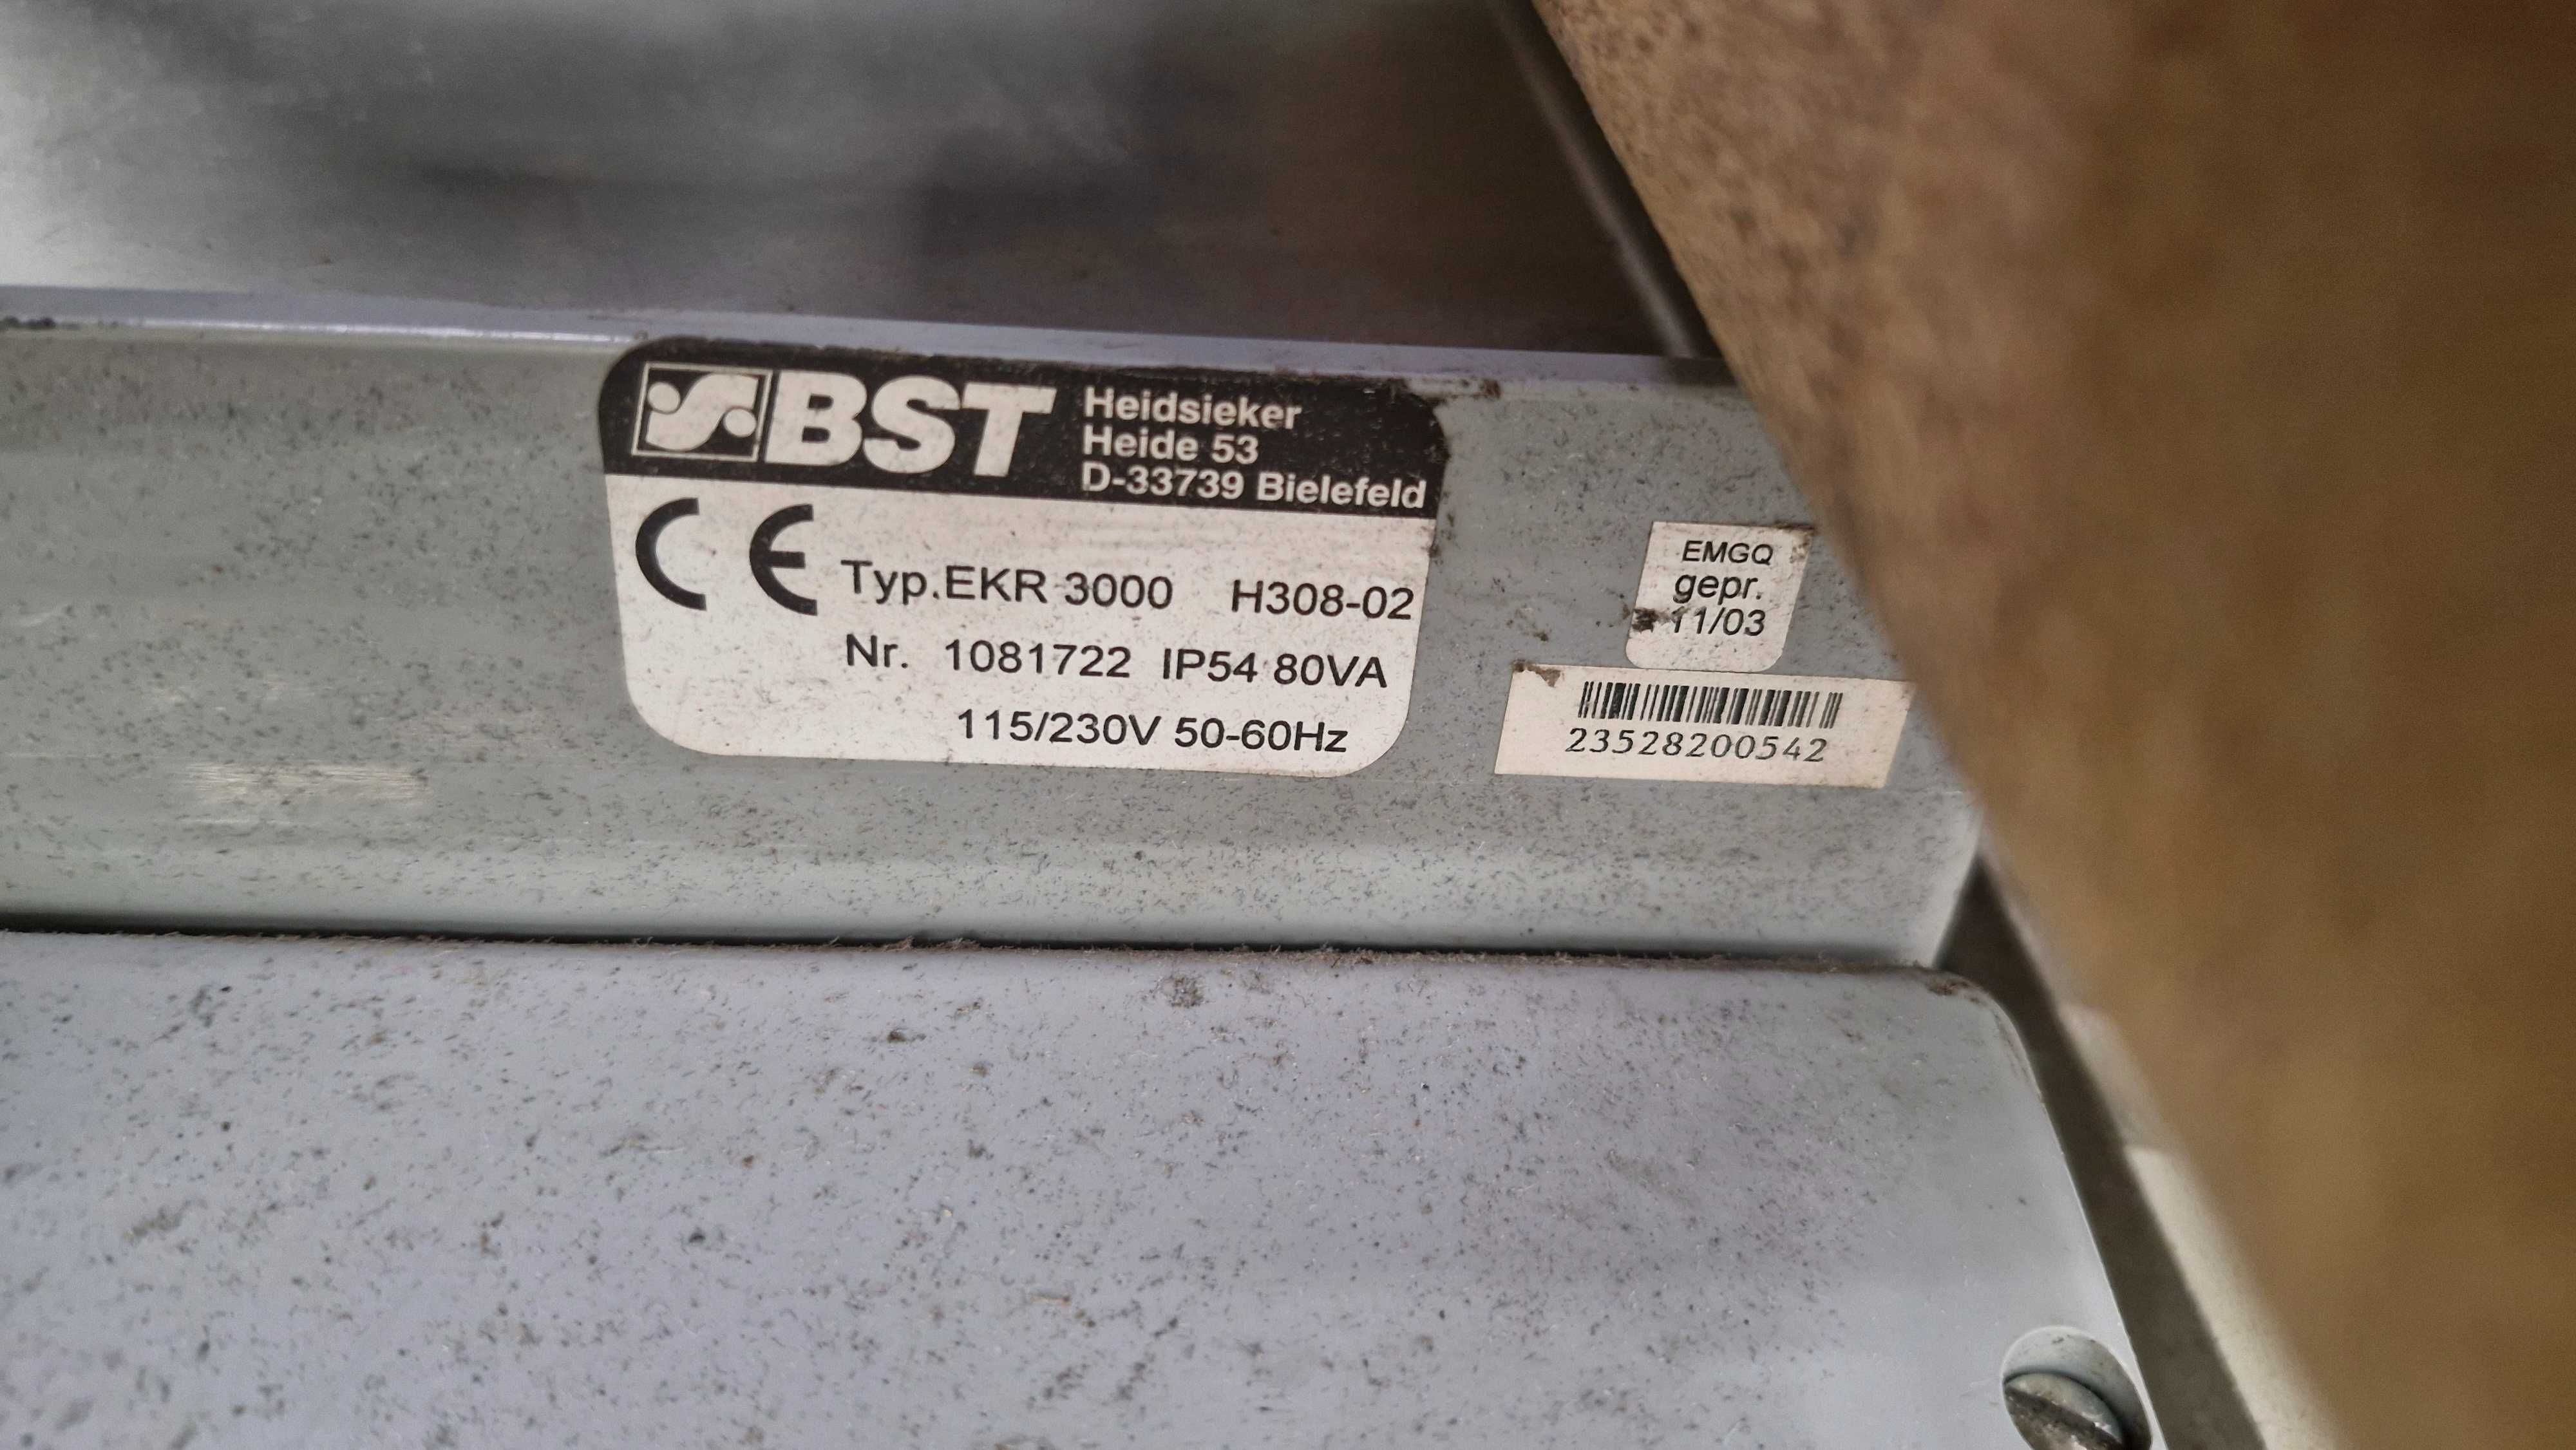 BST
Heidsieker
Heide 53
D-33739 Bielefeld
CE
Typ.EKR 3000 H308-02
Nr. 1081722 IP54 80VA
115/230V 50-60Hz
EMGQ
gepr.
11/03
23528200542